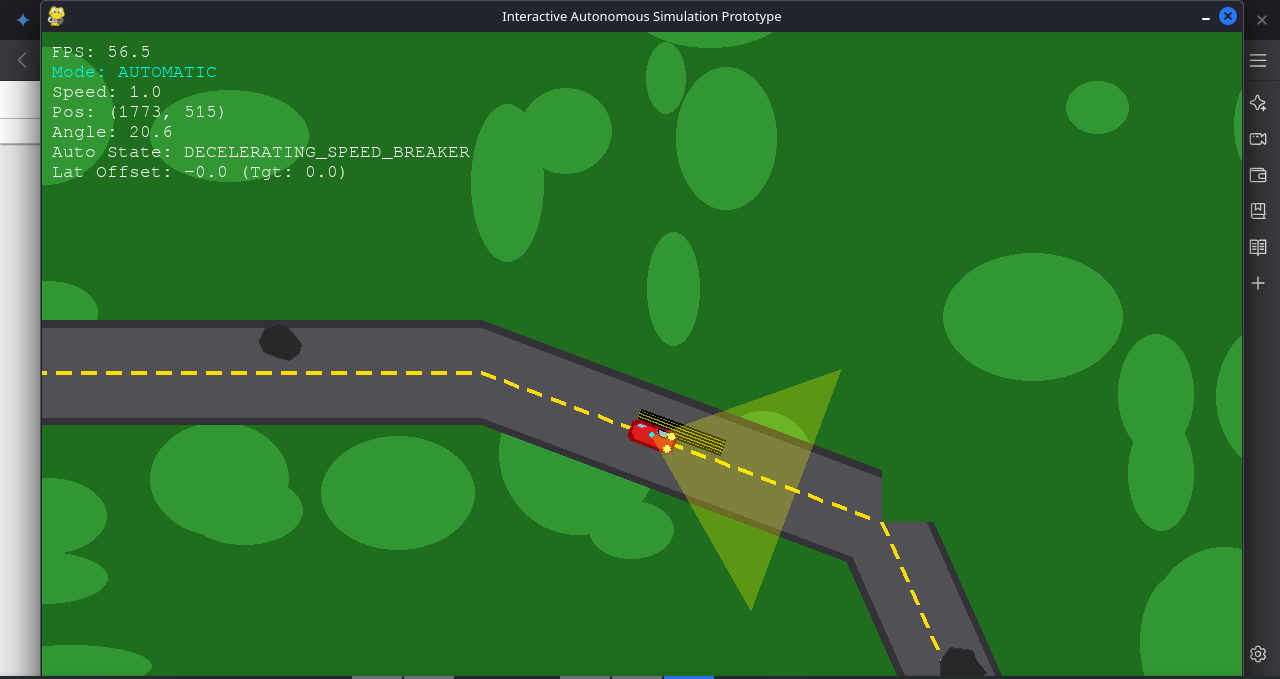 Interactive Autonomous Simulation Prototype
FPS: 56.5
Mode: AUTOMATIC
Speed: 1.0
Pos: (1773, 515)
Angle: 20.6
Auto State: DECELERATING_SPEED_BREAKER
Lat Offset: -0.0 (Tgt: 0.0)